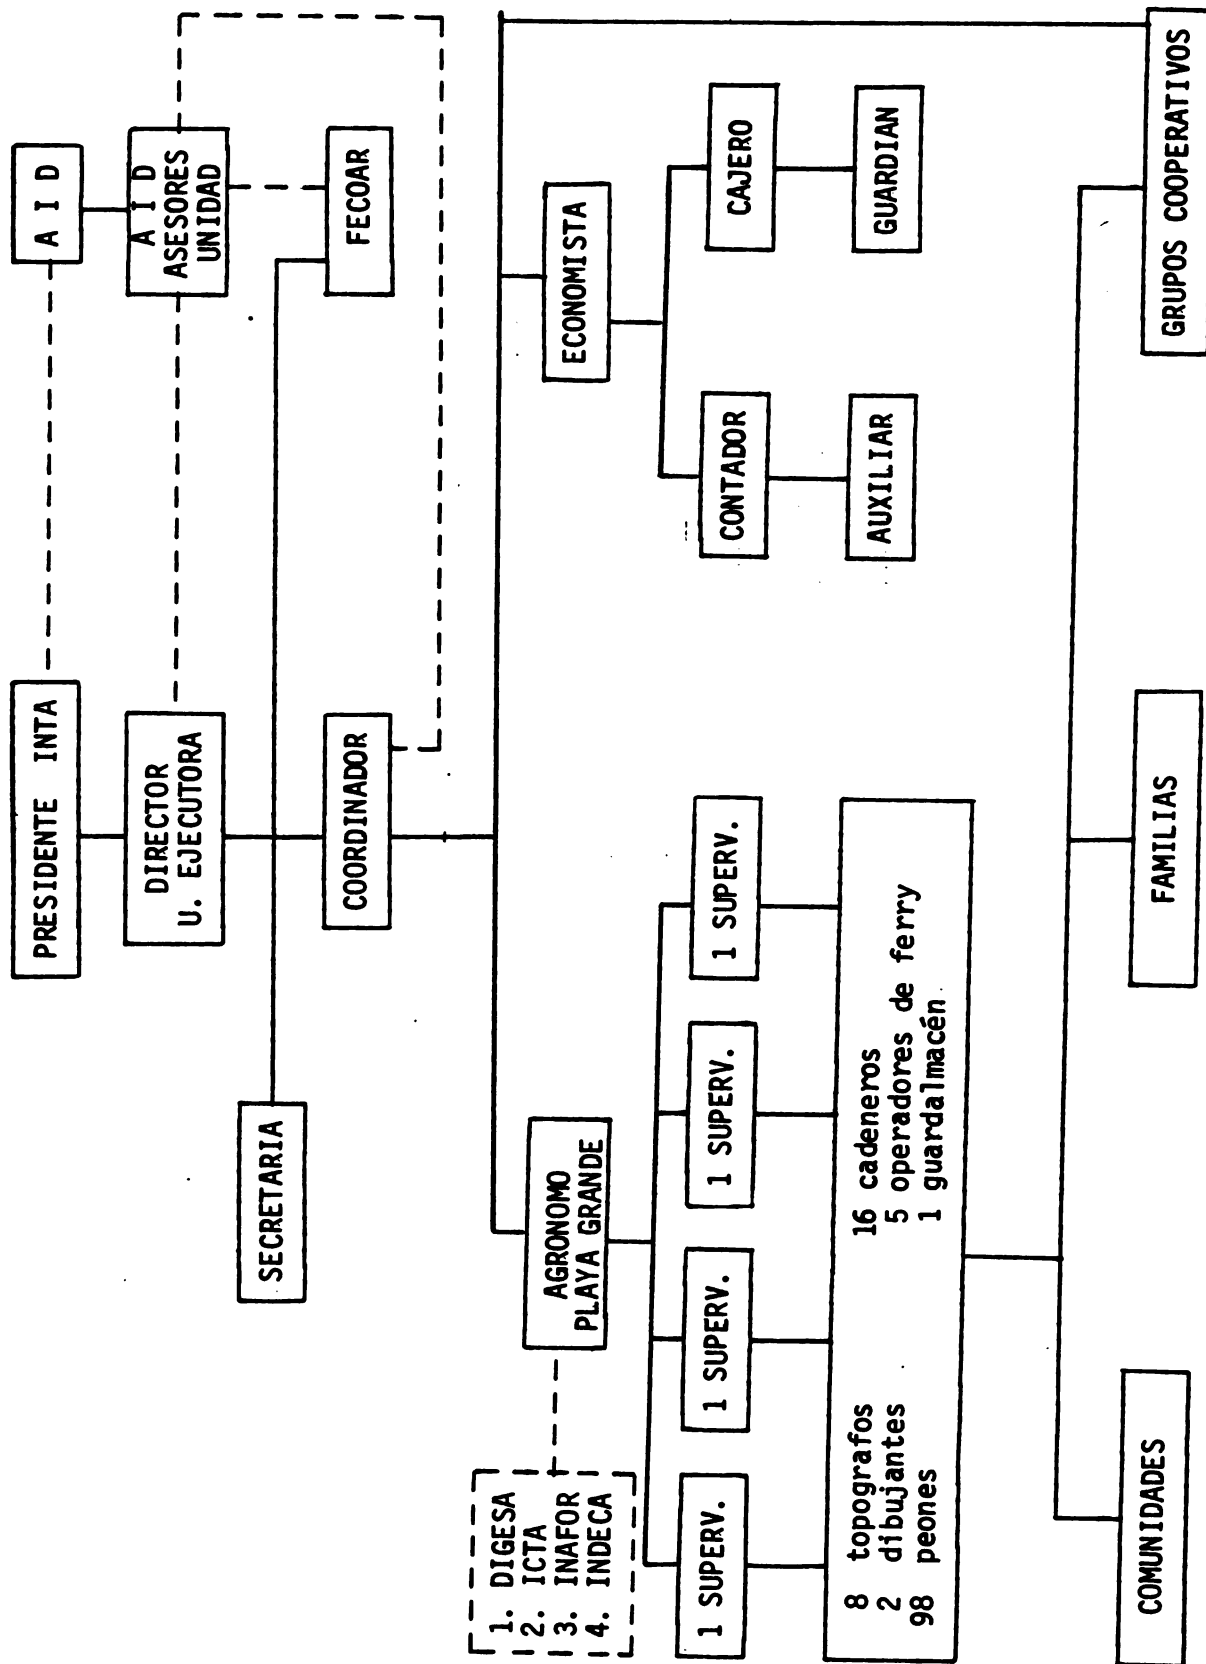 PRESIDENTE INTA
A I D
DIRECTOR
U. EJECUTORA
A I D
ASESORES
UNIDAD
SECRETARIA
FECOAR
COORDINADOR
1. DIGESA
2. ICTA
3. INAFOR
4. INDECA
AGRONOMO
PLAYA GRANDE
ECONOMISTA
1 SUPERV.
1 SUPERV.
1 SUPERV.
1 SUPERV.
CONTADOR
CAJERO
AUXILIAR
GUARDIAN
8 topografos
2 dibujantes
98 peones
16 cadeneros
5 operadores de ferry
1 guardalmacén
COMUNIDADES
FAMILIAS
GRUPOS COOPERATIVOS